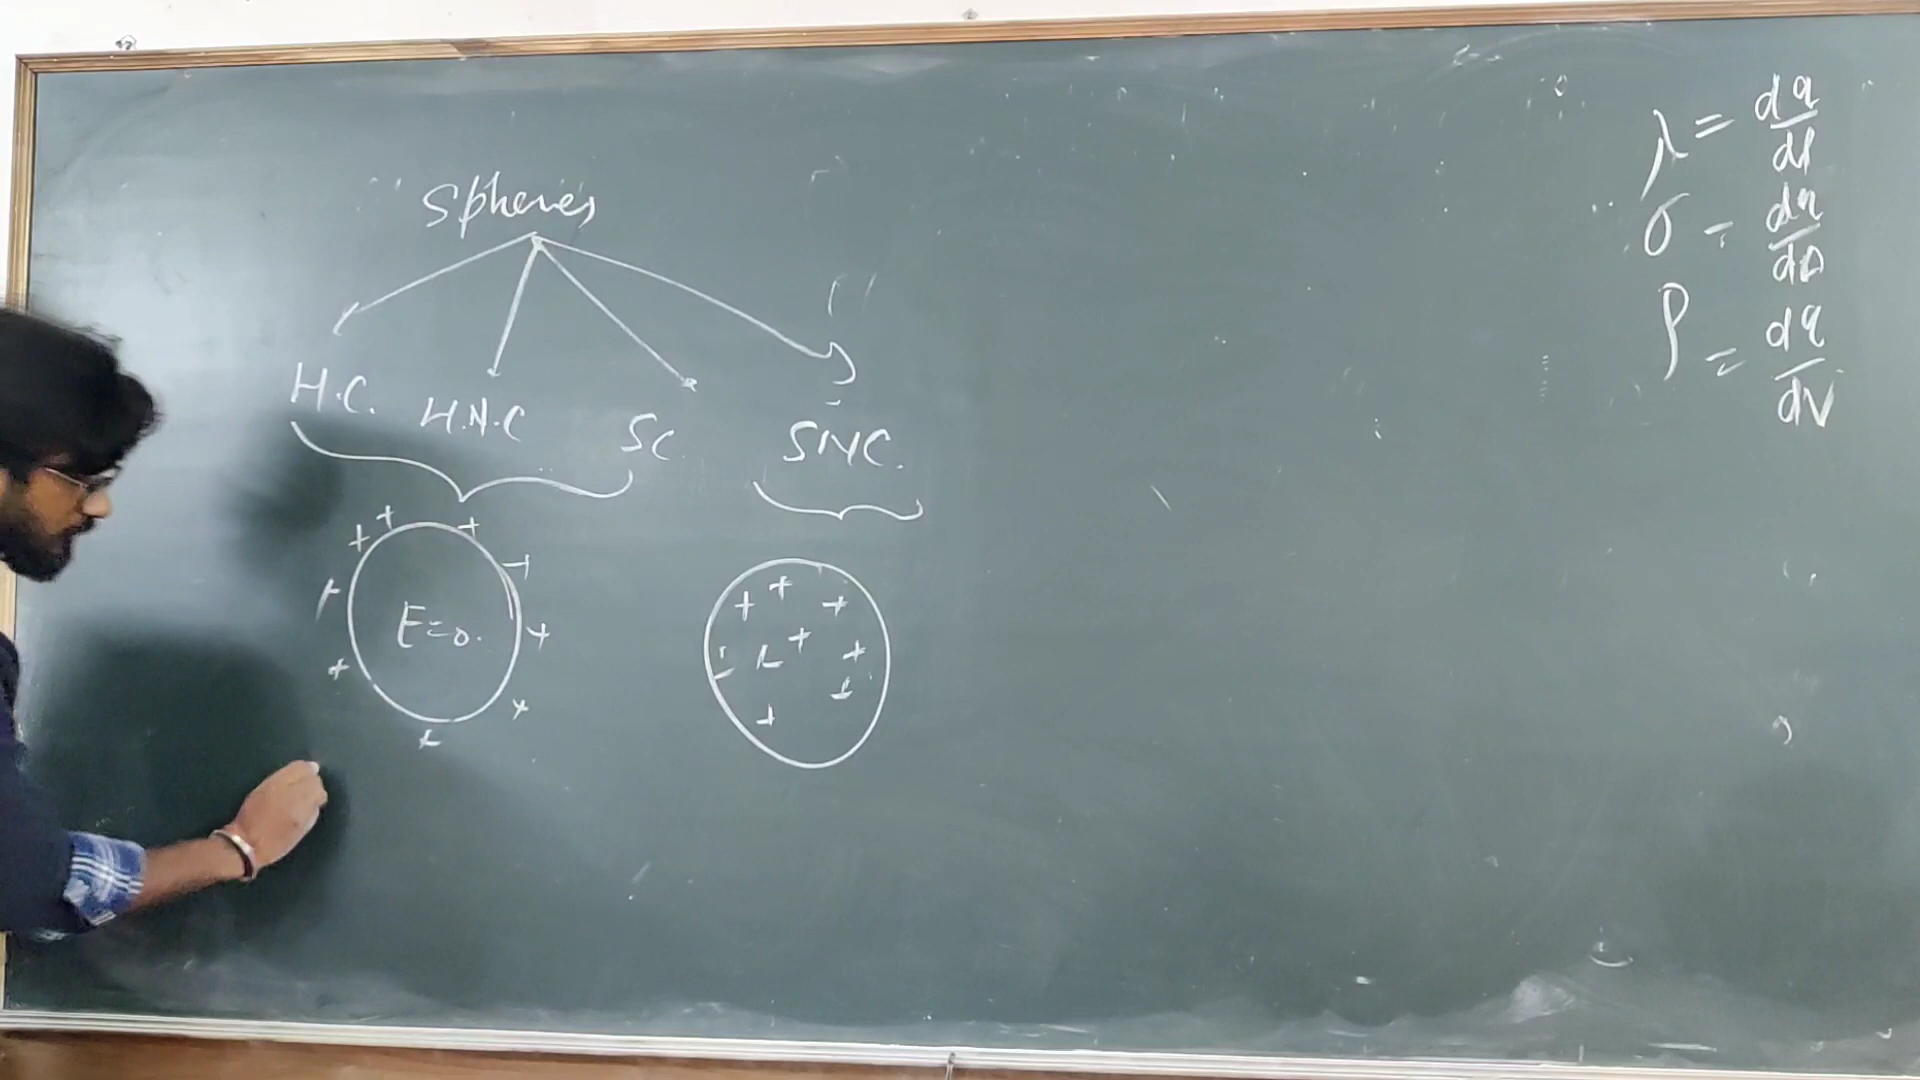 Spheres
H.C. H.N.C SC. SNC.
+ + + + + + + + + +
E=0.
+ + + + + + + + + +
λ = dq/dl
σ = dq/dA
ρ = dq/dV